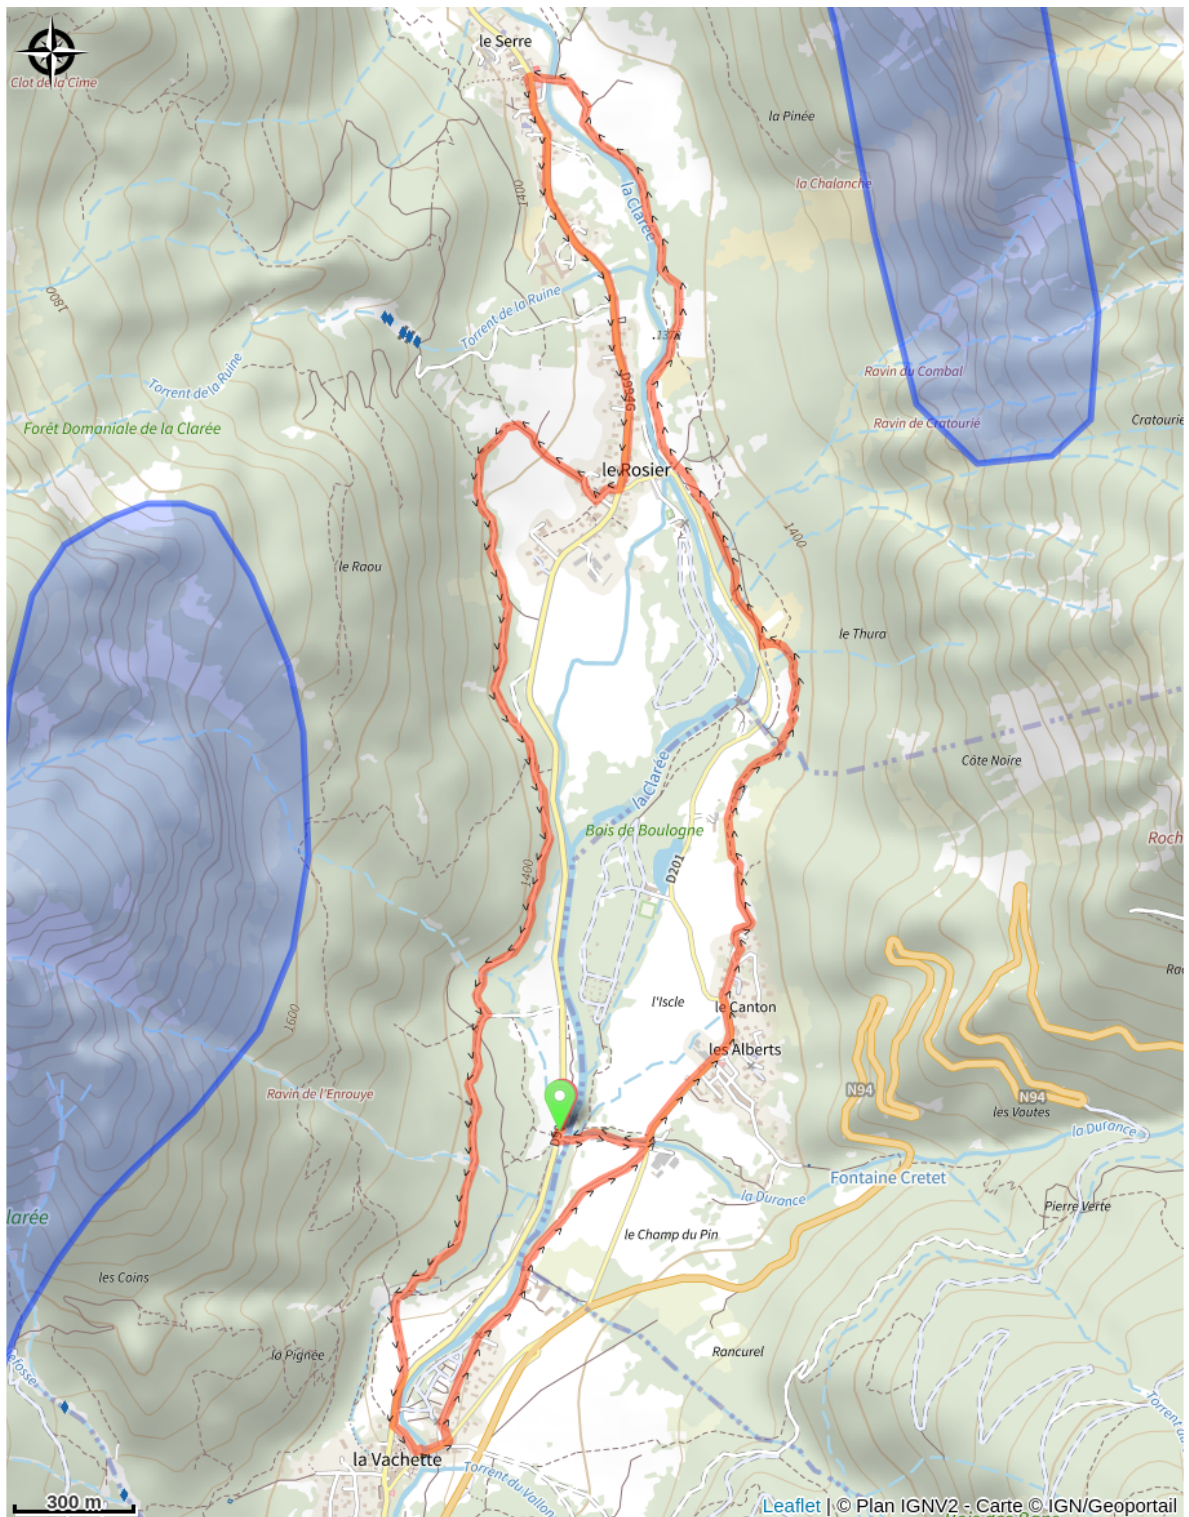 le Serre
Clot de la Cime
la Pinée
la Chalanche
1400
la Clarée
1800
Torrent de la Ruine
Torrent de la Ruine
D994G
Ravin du Combal
Ravin de Cratourié
Cratourie
Forêt Domaniale de la Clarée
le Rosier
1400
le Raou
le Thura
Côte Noire
la Clarée
Bois de Boulogne
Roch
1400
D201
l'Iscle
le Canton
1600
les Alberts
Ravin de l'Enrouye
N94
N94
les Vautes
la Durance
Fontaine Cretet
la Durance
Pierre Verte
larée
le Champ du Pin
les Coins
la Pignée
Rancurel
la Vachette
Torrent du Vallon
300 m
Leaflet | © Plan IGNV2 - Carte © IGN/Geoportail